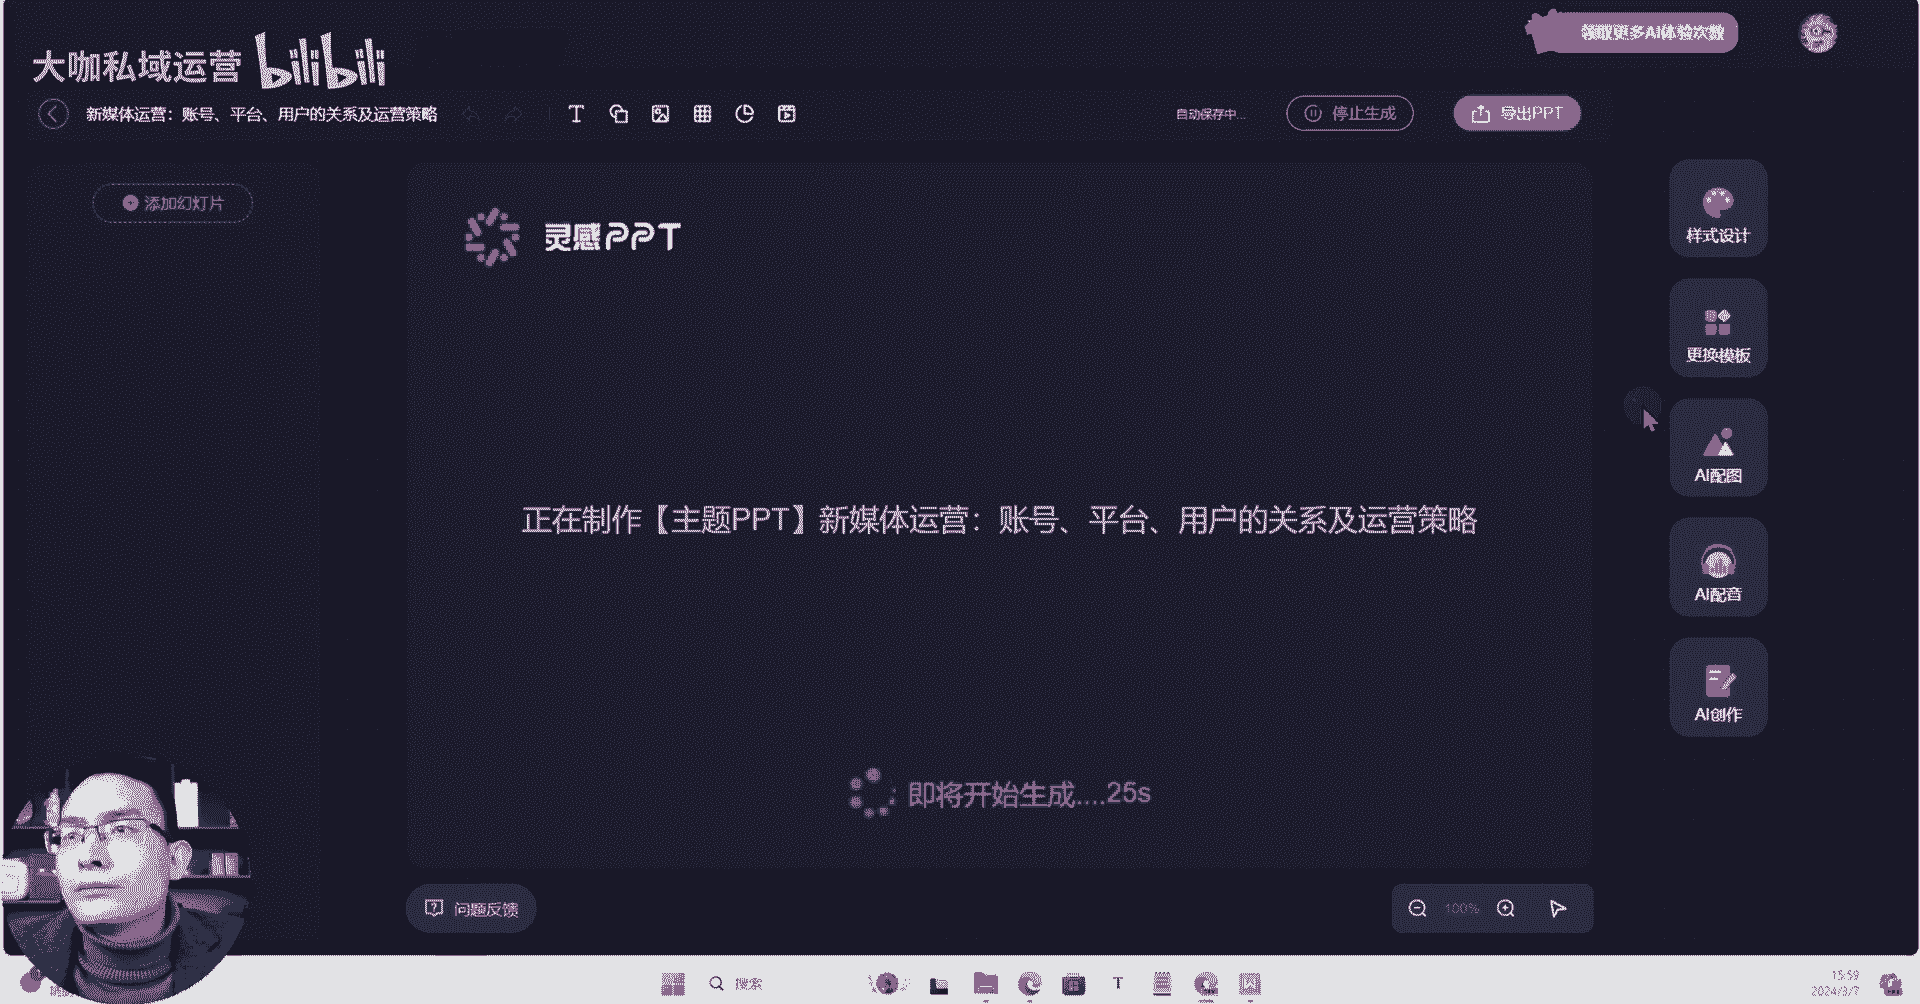 领取更多AI体验次数
大咖私域运营 bilibili
新媒体运营：账号、平台、用户的关系及运营策略
自动保存中...
停止生成
导出PPT
添加幻灯片
灵感PPT
样式设计
更换模板
AI配图
正在制作【主题PPT】新媒体运营：账号、平台、用户的关系及运营策略
AI配音
AI创作
即将开始生成....25s
问题反馈
100%
搜索
15:59
2024/3/7